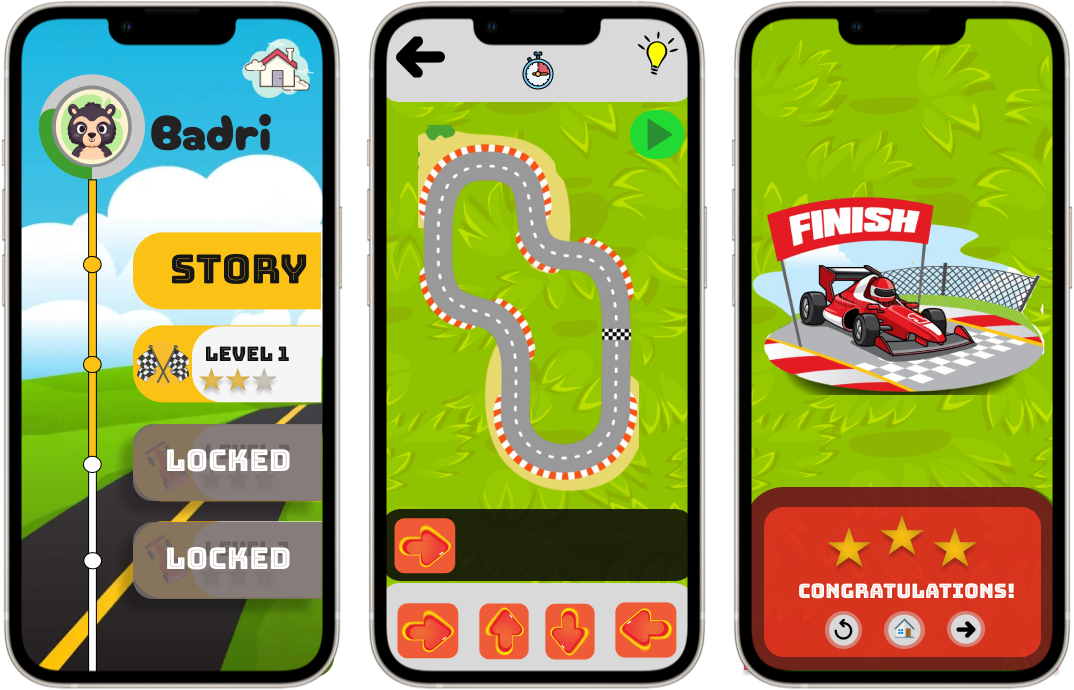 Badri
STORY
LEVEL 1
LOCKED
LOCKED
FINISH
CONGRATULATIONS!